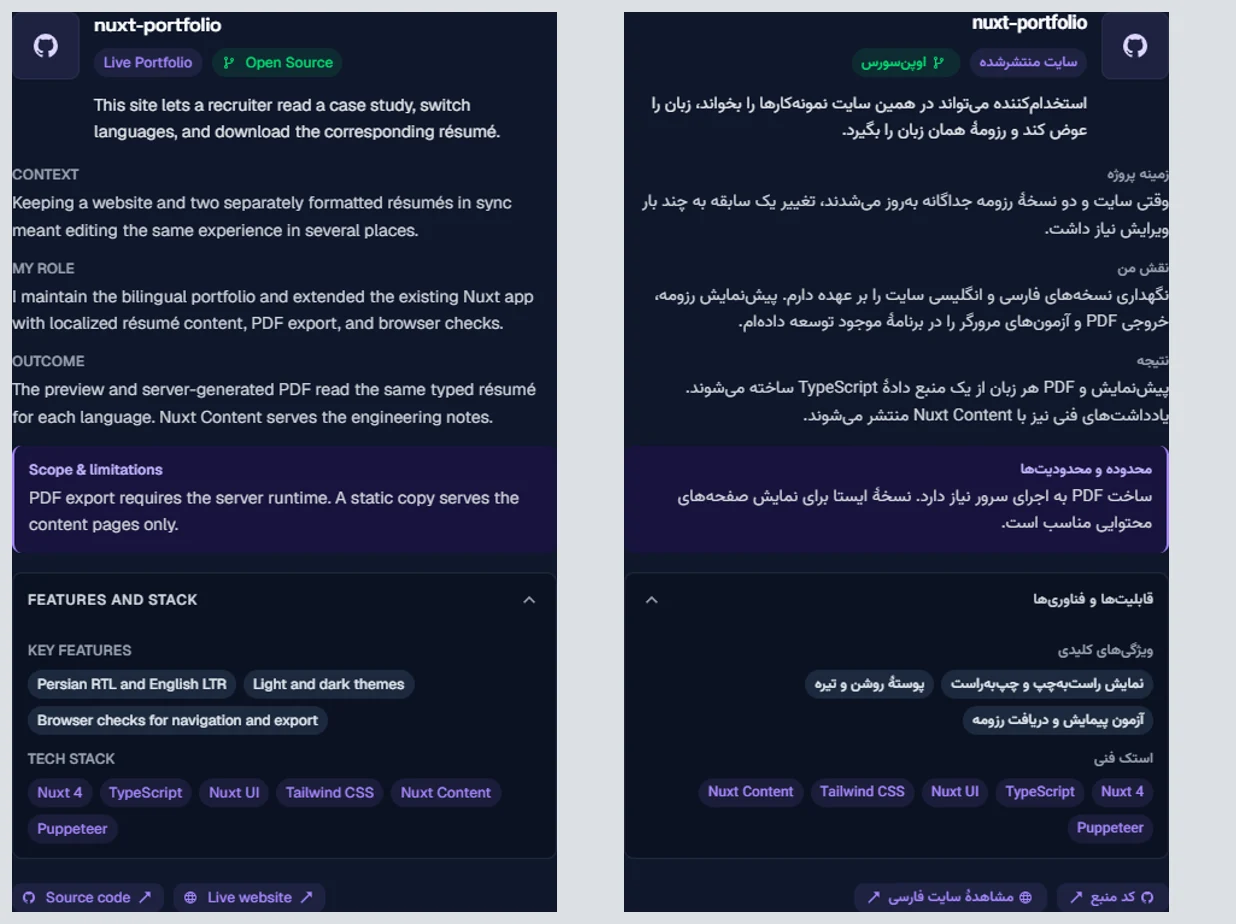 nuxt-portfolio
Live Portfolio
Open Source
This site lets a recruiter read a case study, switch
languages, and download the corresponding résumé.
CONTEXT
Keeping a website and two separately formatted résumés in sync
meant editing the same experience in several places.
MY ROLE
I maintain the bilingual portfolio and extended the existing Nuxt app
with localized résumé content, PDF export, and browser checks.
OUTCOME
The preview and server-generated PDF read the same typed résumé
for each language. Nuxt Content serves the engineering notes.
Scope & limitations
PDF export requires the server runtime. A static copy serves the
content pages only.
FEATURES AND STACK
KEY FEATURES
Persian RTL and English LTR
Light and dark themes
Browser checks for navigation and export
TECH STACK
Nuxt 4
TypeScript
Nuxt UI
Tailwind CSS
Nuxt Content
Puppeteer
Source code
Live website
nuxt-portfolio
سایت منتشرشده
اوپن‌سورس
استخدام‌کننده می‌تواند در همین سایت نمونه‌کارها را بخواند، زبان را
عوض کند و رزومهٔ همان زبان را بگیرد.
زمینه پروژه
وقتی سایت و دو نسخهٔ رزومه جداگانه به‌روز می‌شدند، تغییر یک سابقه به چند بار
ویرایش نیاز داشت.
نقش من
نگهداری نسخه‌های فارسی و انگلیسی سایت را بر عهده دارم. پیش‌نمایش رزومه،
خروجی PDF و آزمون‌های مرورگر را در برنامهٔ موجود توسعه داده‌ام.
نتیجه
پیش‌نمایش و PDF هر زبان از یک منبع دادهٔ TypeScript ساخته می‌شوند.
یادداشت‌های فنی نیز با Nuxt Content منتشر می‌شوند.
محدوده و محدودیت‌ها
ساخت PDF به اجرای سرور نیاز دارد. نسخهٔ ایستا برای نمایش صفحه‌های
محتوایی مناسب است.
قابلیت‌ها و فناوری‌ها
ویژگی‌های کلیدی
نمایش راست‌به‌چپ و چپ‌به‌راست
پوستهٔ روشن و تیره
آزمون پیمایش و دریافت رزومه
استک فنی
Nuxt 4
TypeScript
Nuxt UI
Tailwind CSS
Nuxt Content
Puppeteer
کد منبع
مشاهدهٔ سایت فارسی